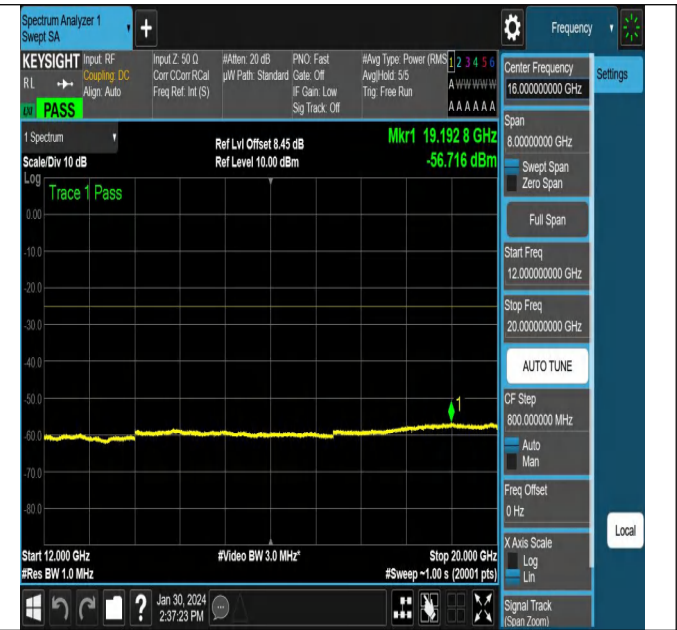 Spectrum Analyzer 1
Swept SA
Frequency
KEYSIGHT
RL
PASS
Input: RF
Coupling: DC
Align: Auto
Input Z: 50 Ω
Corr CCorr RCal
Freq Ref: Int (S)
#Atten: 20 dB
µW Path: Standard
PNO: Fast
Gate: Off
IF Gain: Low
Sig Track: Off
#Avg Type: Power (RMS
Avg|Hold: 5/5
Trig: Free Run
1 2 3 4 5 6
A W W W W W
A A A A A A
1 Spectrum
Scale/Div 10 dB
Ref Lvl Offset 8.45 dB
Ref Level 10.00 dBm
Mkr1 19.192 8 GHz
-56.716 dBm
Log
Trace 1 Pass
0.00
-10.0
-20.0
-30.0
-40.0
-50.0
-60.0
-70.0
-80.0
1
Start 12.000 GHz
#Res BW 1.0 MHz
#Video BW 3.0 MHz*
Stop 20.000 GHz
#Sweep ~1.00 s (20001 pts)
Center Frequency
16.000000000 GHz
Settings
Span
8.00000000 GHz
Swept Span
Zero Span
Full Span
Start Freq
12.000000000 GHz
Stop Freq
20.000000000 GHz
AUTO TUNE
CF Step
800.000000 MHz
Auto
Man
Freq Offset
0 Hz
X Axis Scale
Log
Lin
Local
Signal Track
(Span Zoom)
?
Jan 30, 2024
2:37:23 PM